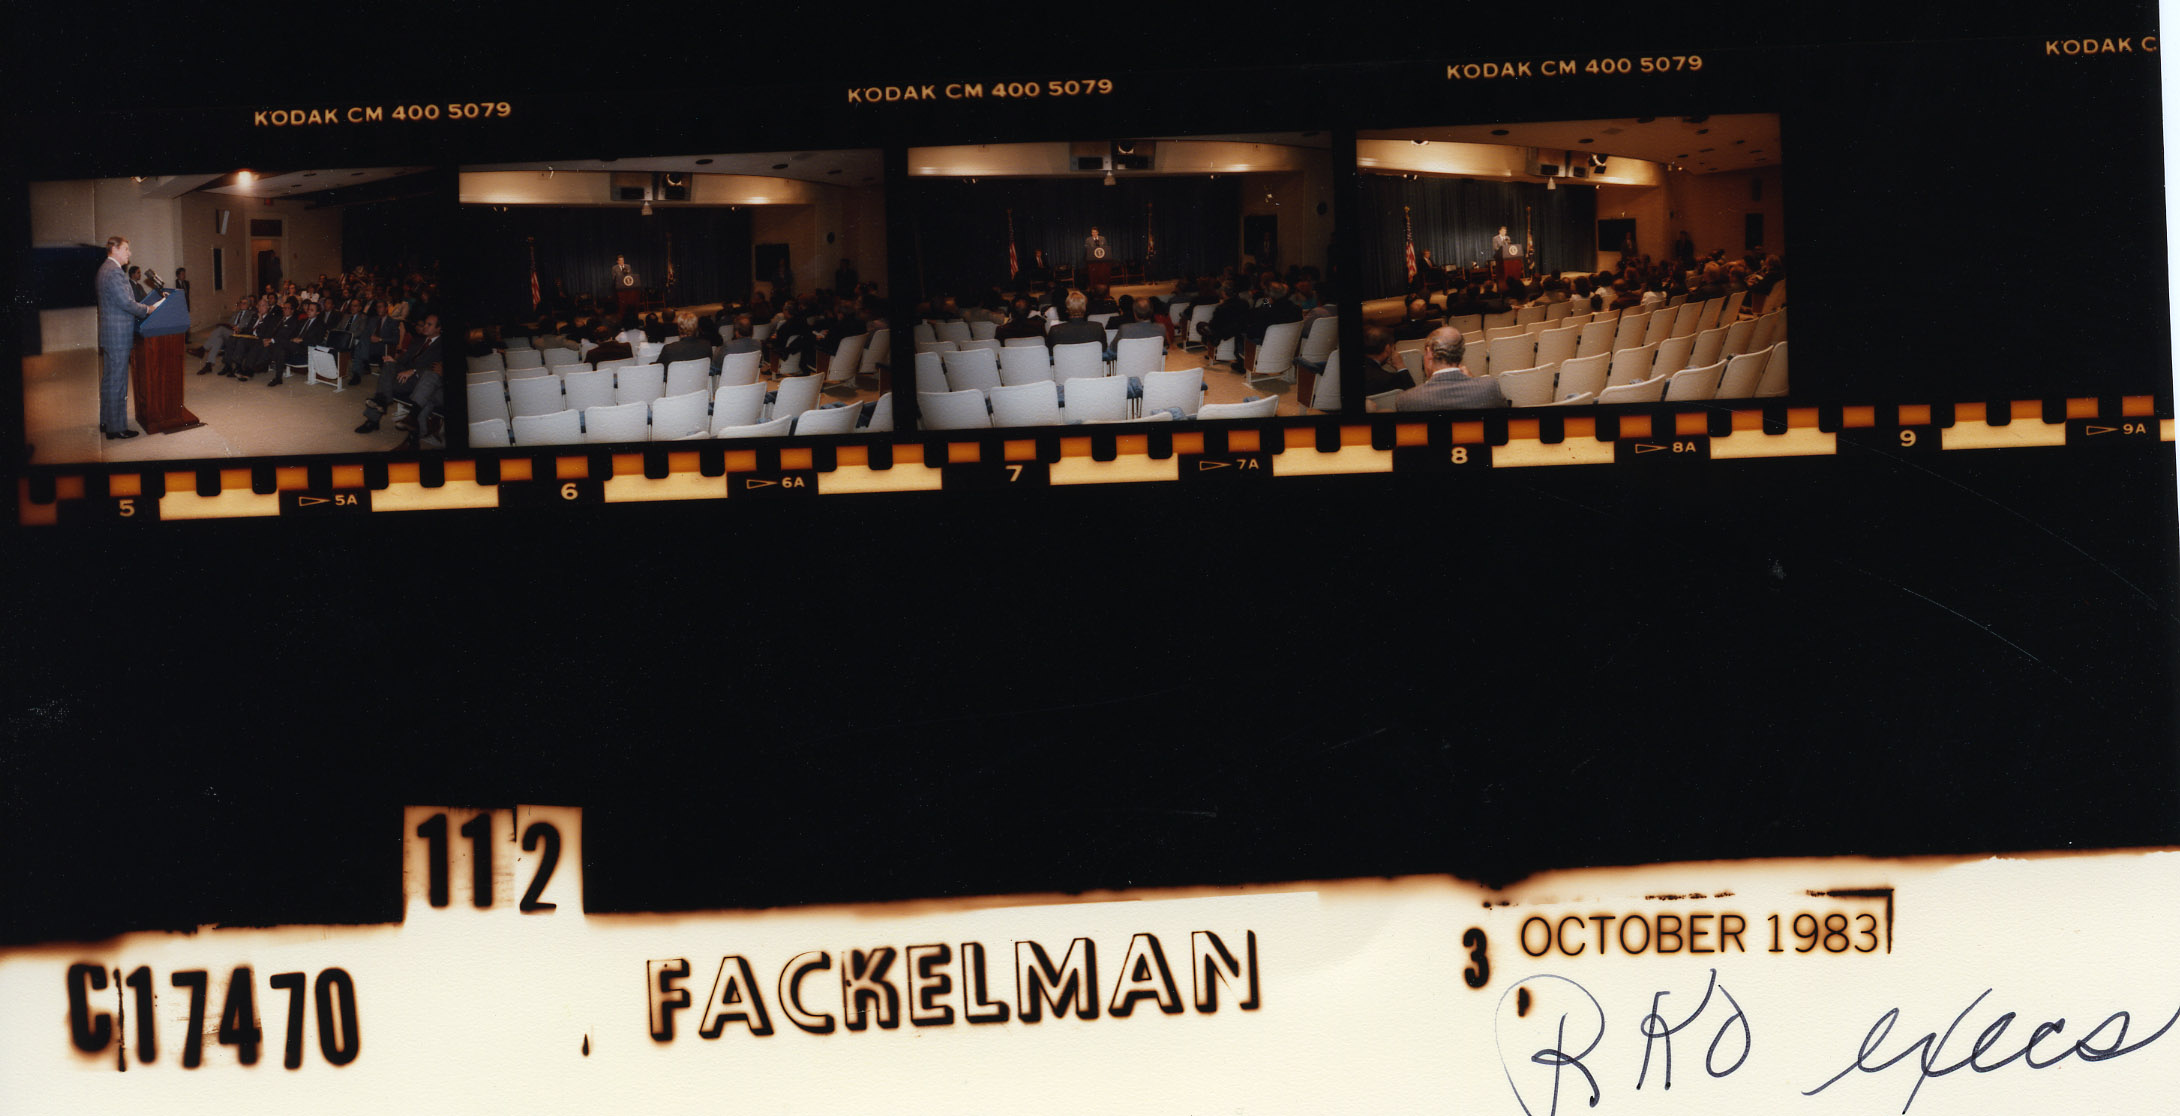 KODAK CM 400 5079 KODAK CM 400 5079 KODAK CM 400 5079 KODAK C
5 5A 6 6A 7 7A 8 8A 9 9A
112
C17470 FACKELMAN 3 OCTOBER 1983
RKO execs